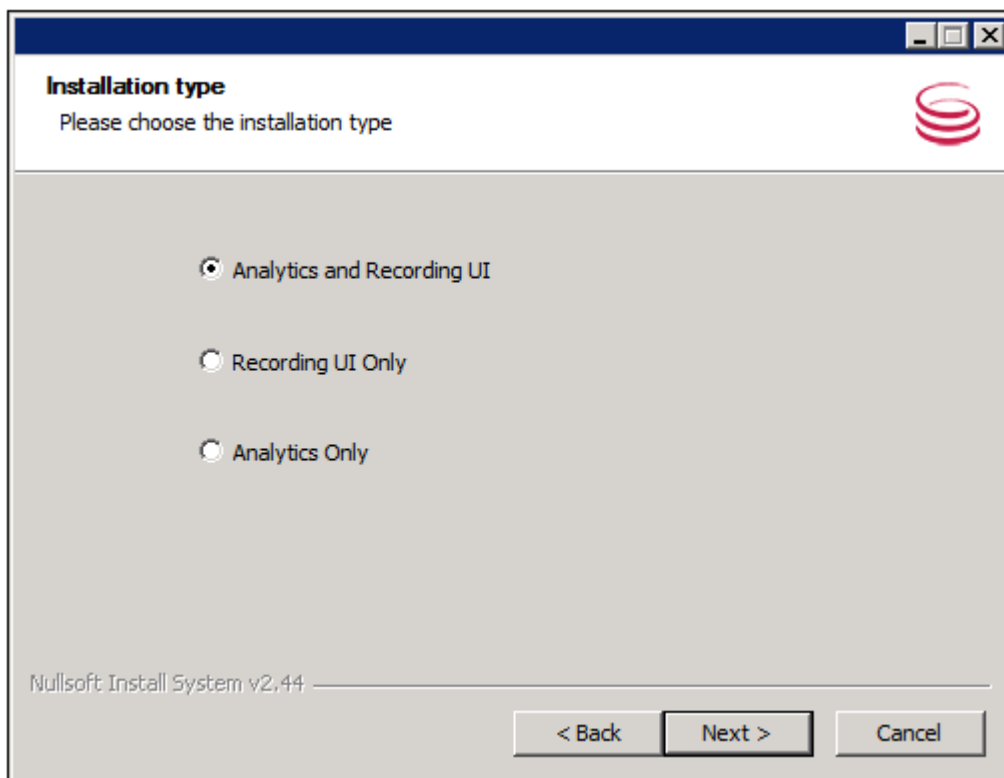 Installation type
Please choose the installation type
Analytics and Recording UI
Recording UI Only
Analytics Only
Nullsoft Install System v2.44
< Back
Next >
Cancel